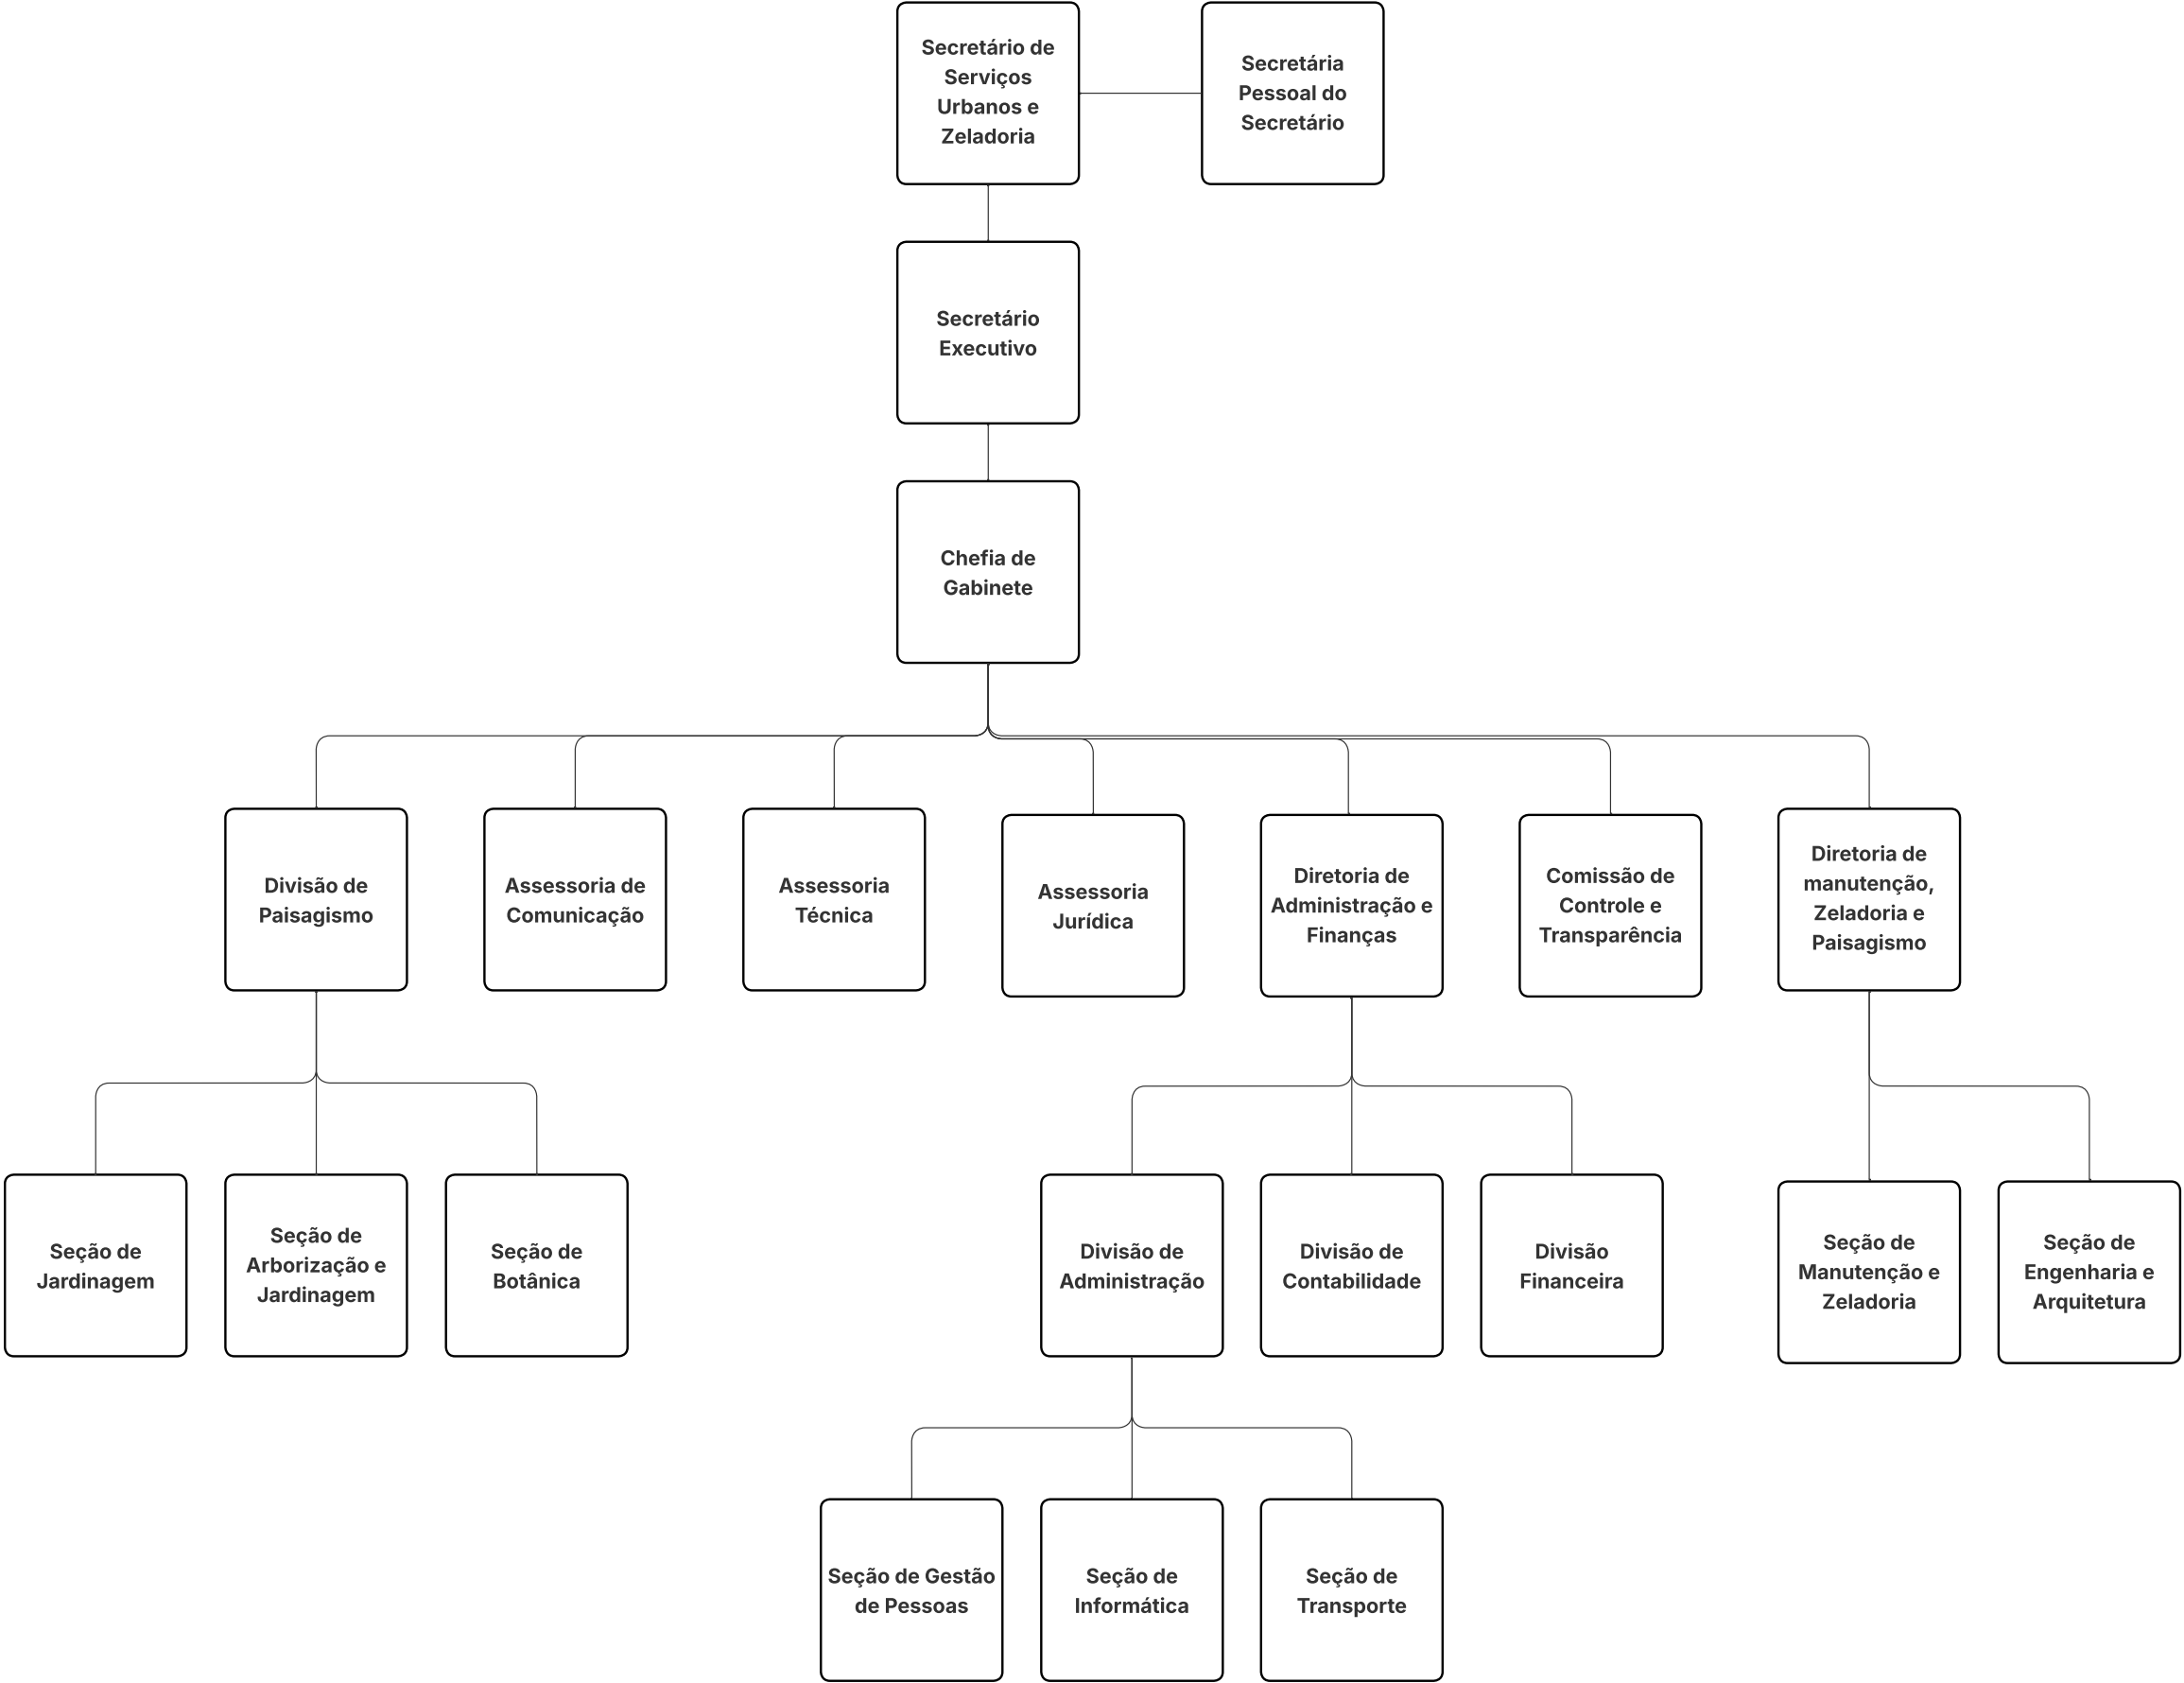 Secretário de
Serviços
Urbanos e
Zeladoria
Secretária
Pessoal do
Secretário
Secretário
Executivo
Chefia de
Gabinete
Divisão de
Paisagismo
Assessoria de
Comunicação
Assessoria
Técnica
Assessoria
Jurídica
Diretoria de
Administração e
Finanças
Comissão de
Controle e
Transparência
Diretoria de
manutenção,
Zeladoria e
Paisagismo
Seção de
Jardinagem
Seção de
Arborização e
Jardinagem
Seção de
Botânica
Divisão de
Administração
Divisão de
Contabilidade
Divisão
Financeira
Seção de
Manutenção e
Zeladoria
Seção de
Engenharia e
Arquitetura
Seção de Gestão
de Pessoas
Seção de
Informática
Seção de
Transporte